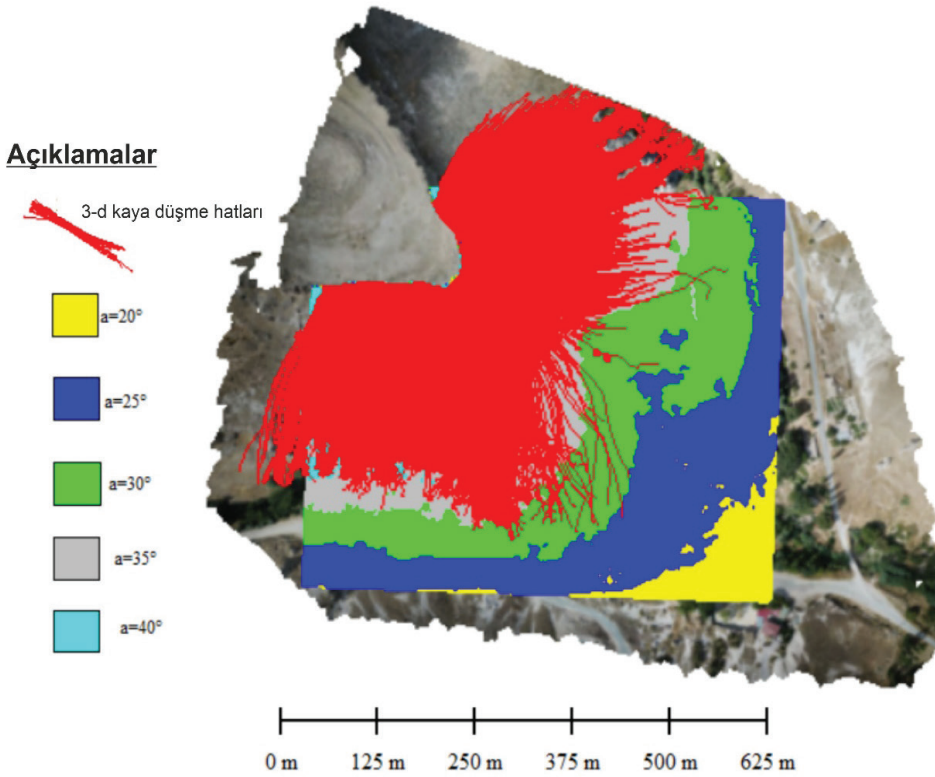 Açıklamalar
3-d kaya düşme hatları
a=20°
a=25°
a=30°
a=35°
a=40°
0 m 125 m 250 m 375 m 500 m 625 m